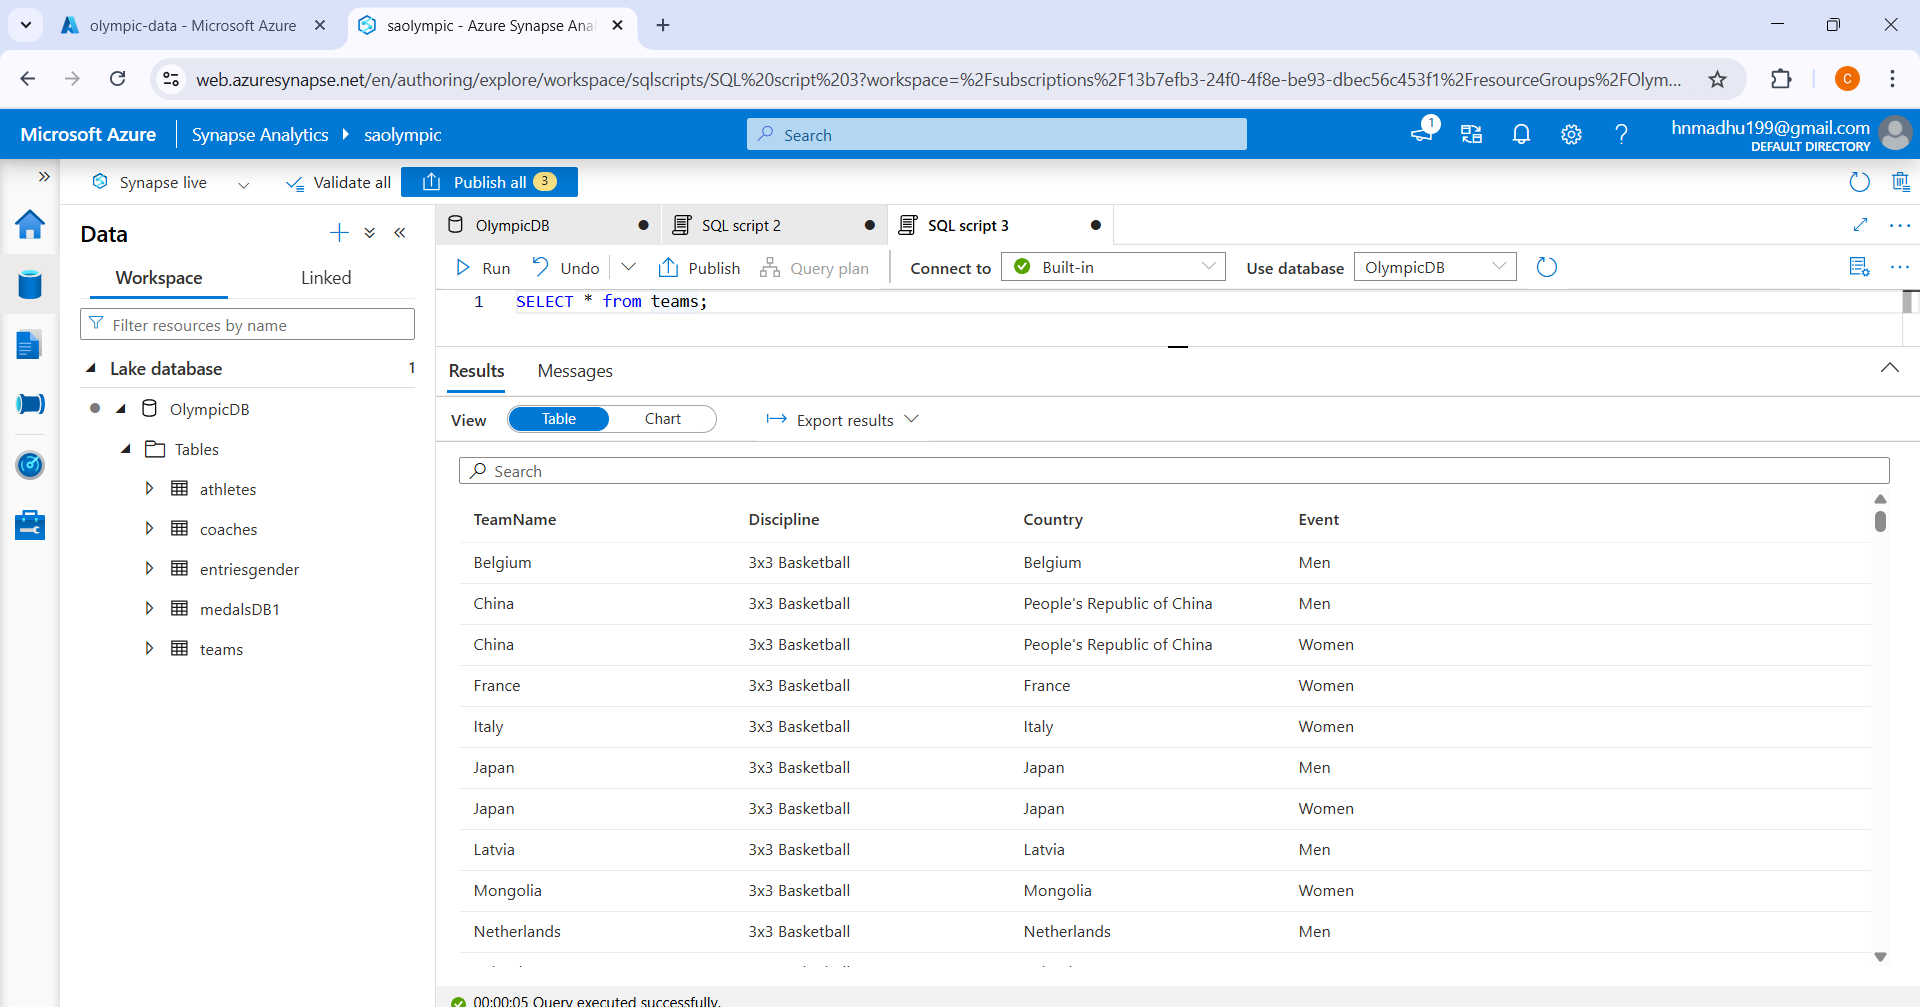 olympic-data - Microsoft Azure
saolympic - Azure Synapse Ana
web.azuresynapse.net/en/authoring/explore/workspace/sqlscripts/SQL%20script%203?workspace=%2Fsubscriptions%2F13b7efb3-24f0-4f8e-be93-dbec56c453f1%2FresourceGroups%2FOlym...
C
Microsoft Azure
Synapse Analytics
saolympic
Search
1
hnmadhu199@gmail.com
DEFAULT DIRECTORY
Synapse live
Validate all
Publish all 3
Data
Workspace Linked
Filter resources by name
Lake database 1
OlympicDB
Tables
athletes
coaches
entriesgender
medalsDB1
teams
OlympicDB
SQL script 2
SQL script 3
Run Undo Publish Query plan Connect to Built-in Use database OlympicDB
1 SELECT * from teams;
Results Messages
View Table Chart Export results
Search
TeamName Discipline Country Event
Belgium 3x3 Basketball Belgium Men
China 3x3 Basketball People's Republic of China Men
China 3x3 Basketball People's Republic of China Women
France 3x3 Basketball France Women
Italy 3x3 Basketball Italy Women
Japan 3x3 Basketball Japan Men
Japan 3x3 Basketball Japan Women
Latvia 3x3 Basketball Latvia Men
Mongolia 3x3 Basketball Mongolia Women
Netherlands 3x3 Basketball Netherlands Men
00:00:05 Query executed successfully.